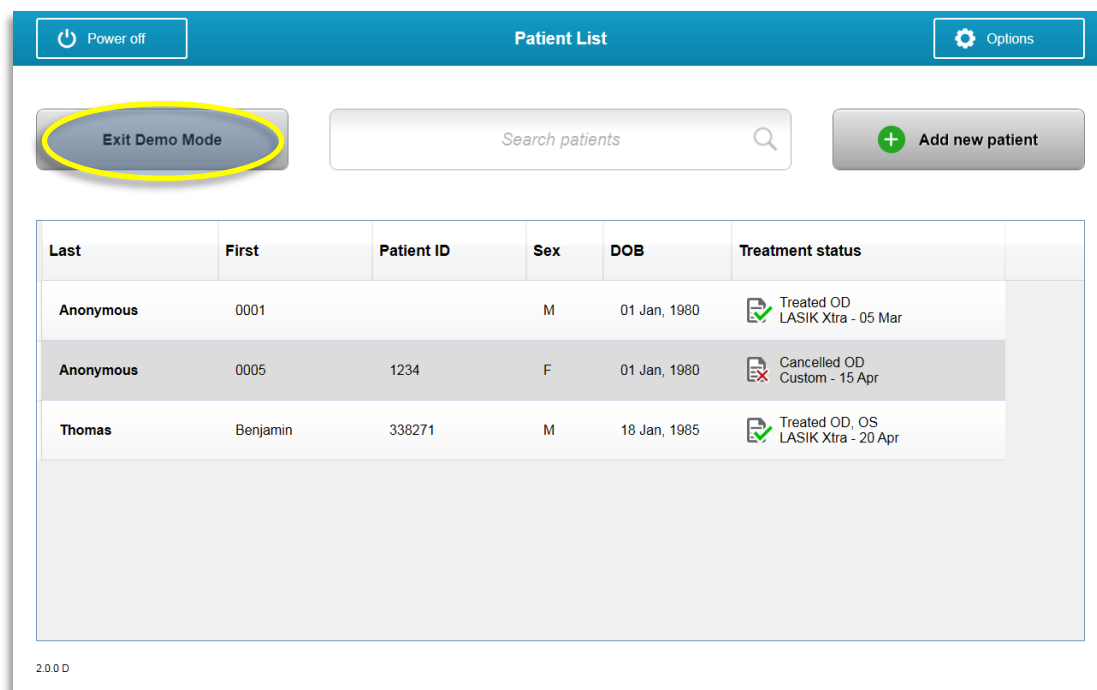 Power off
Patient List
Options
Exit Demo Mode
Search patients
Add new patient
Last First Patient ID Sex DOB Treatment status
Anonymous 0001 M 01 Jan, 1980 Treated OD
LASIK Xtra - 05 Mar
Anonymous 0005 1234 F 01 Jan, 1980 Cancelled OD
Custom - 15 Apr
Thomas Benjamin 338271 M 18 Jan, 1985 Treated OD, OS
LASIK Xtra - 20 Apr
2.0.0 D